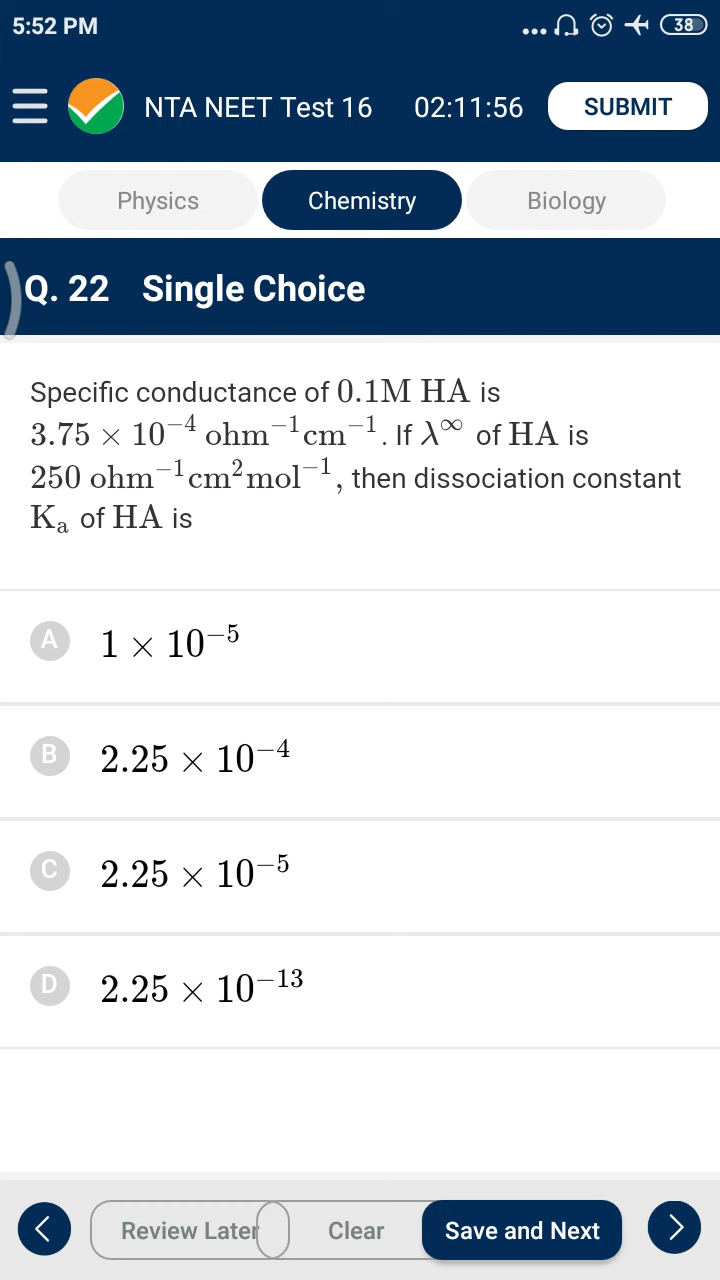 5:52 PM
38
NTA NEET Test 16 02:11:56 SUBMIT
Physics Chemistry Biology
Q. 22 Single Choice
Specific conductance of 0.1M HA is
3.75 × 10⁻⁴ ohm⁻¹cm⁻¹. If λ^∞ of HA is
250 ohm⁻¹cm²mol⁻¹, then dissociation constant
Kₐ of HA is
A 1 × 10⁻⁵
B 2.25 × 10⁻⁴
C 2.25 × 10⁻⁵
D 2.25 × 10⁻¹³
Review Later Clear Save and Next